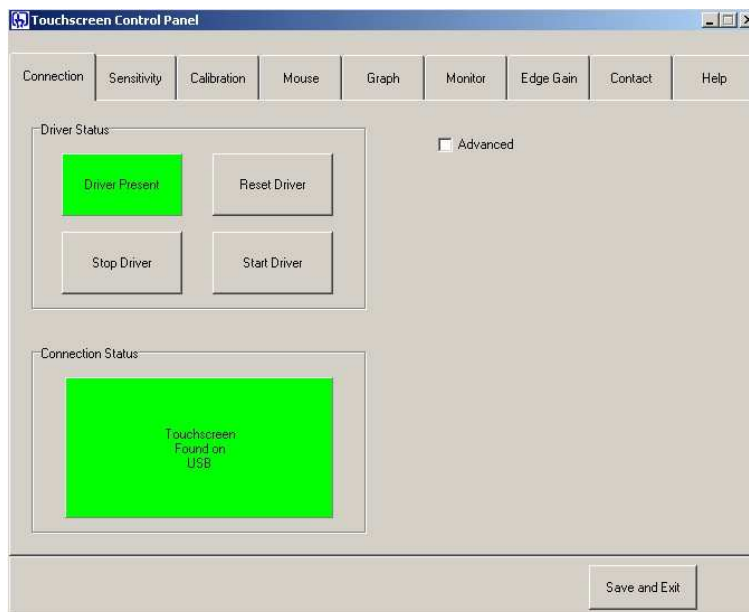 Touchscreen Control Panel
Connection Sensitivity Calibration Mouse Graph Monitor Edge Gain Contact Help
Driver Status
Advanced
Driver Present Reset Driver
Stop Driver Start Driver
Connection Status
Touchscreen
Found on
USB
Save and Exit